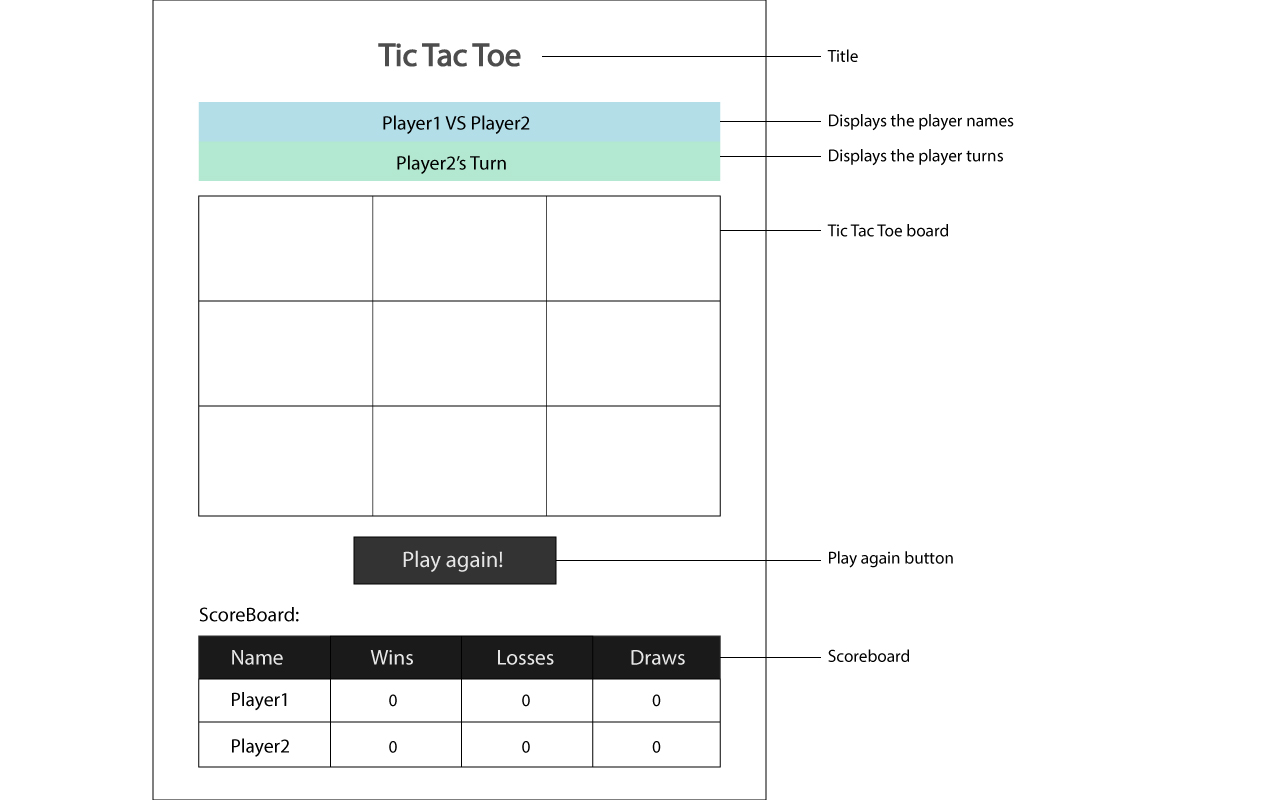 Tic Tac Toe
Title
Player1 VS Player2
Displays the player names
Player2’s Turn
Displays the player turns
Tic Tac Toe board
Play again!
Play again button
ScoreBoard:
Name Wins Losses Draws
Scoreboard
Player1 0 0 0
Player2 0 0 0